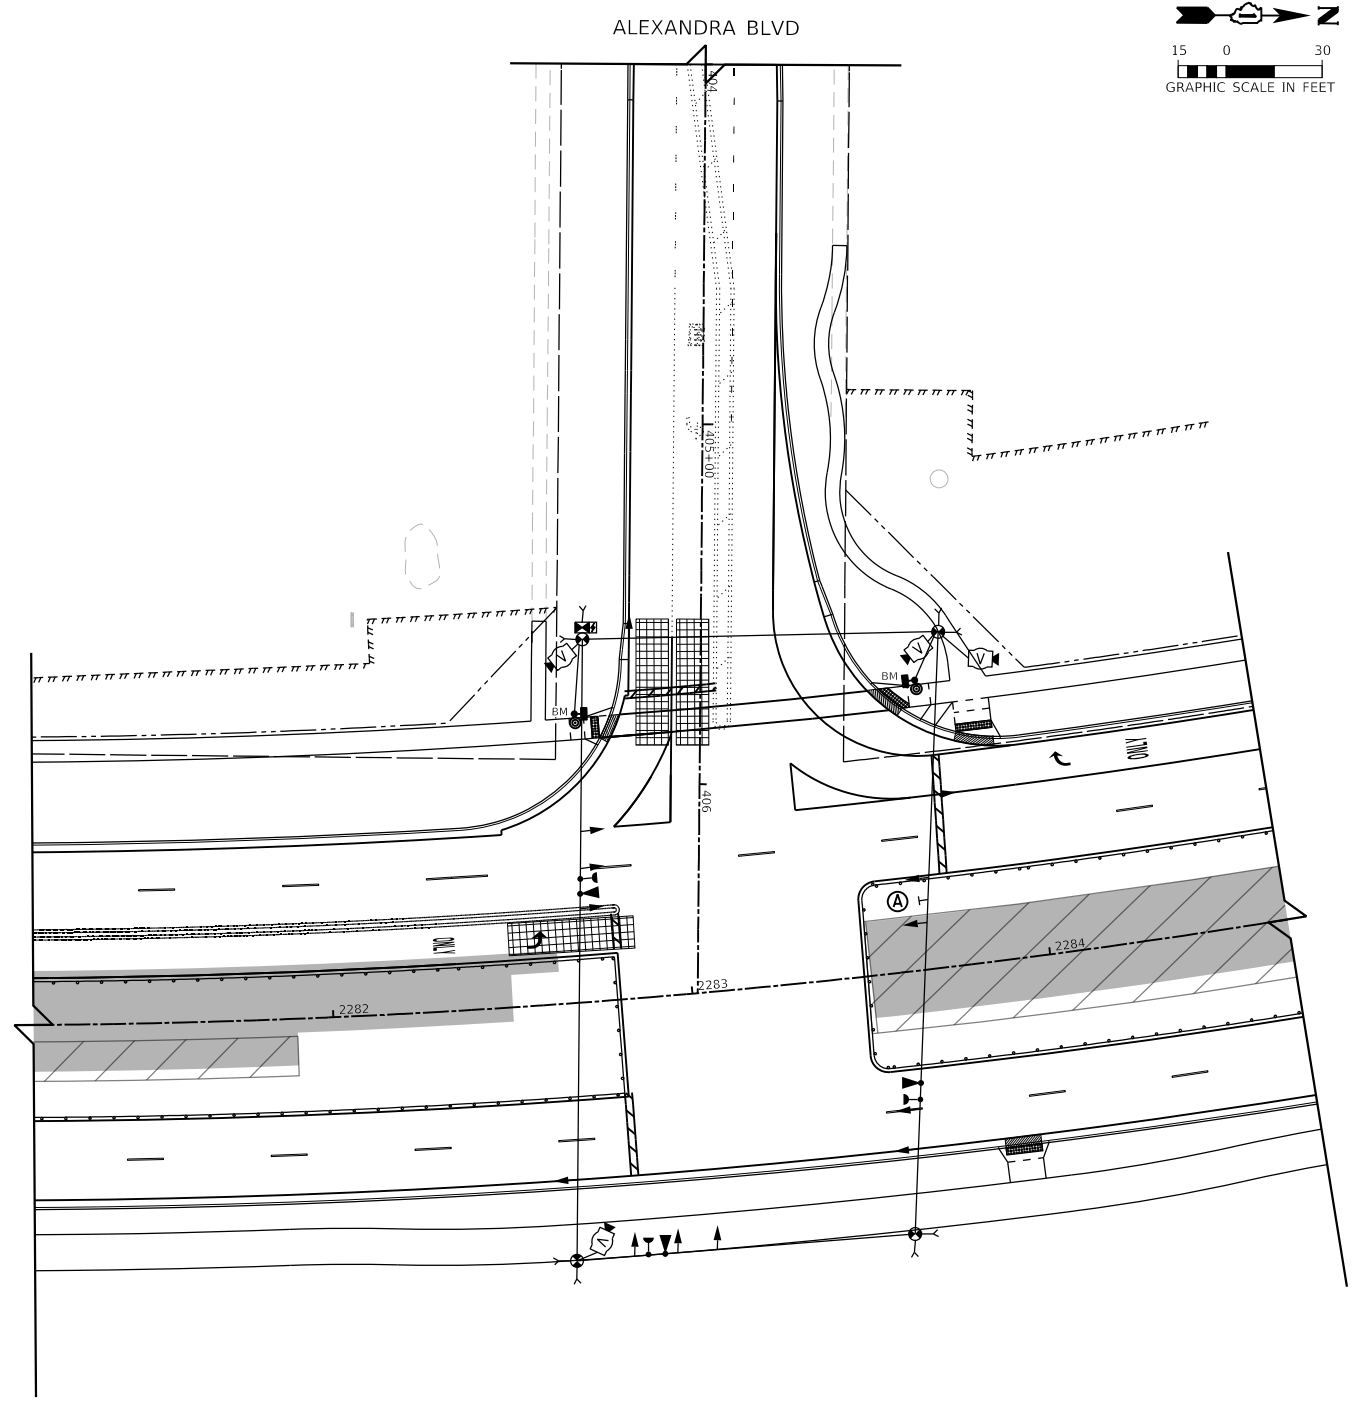 ALEXANDRA BLVD
N
15 0 30
GRAPHIC SCALE IN FEET
404
405+00
V
V
V
BM
BM
ONLY
406
A
ONLY
2284
2283
2282
V